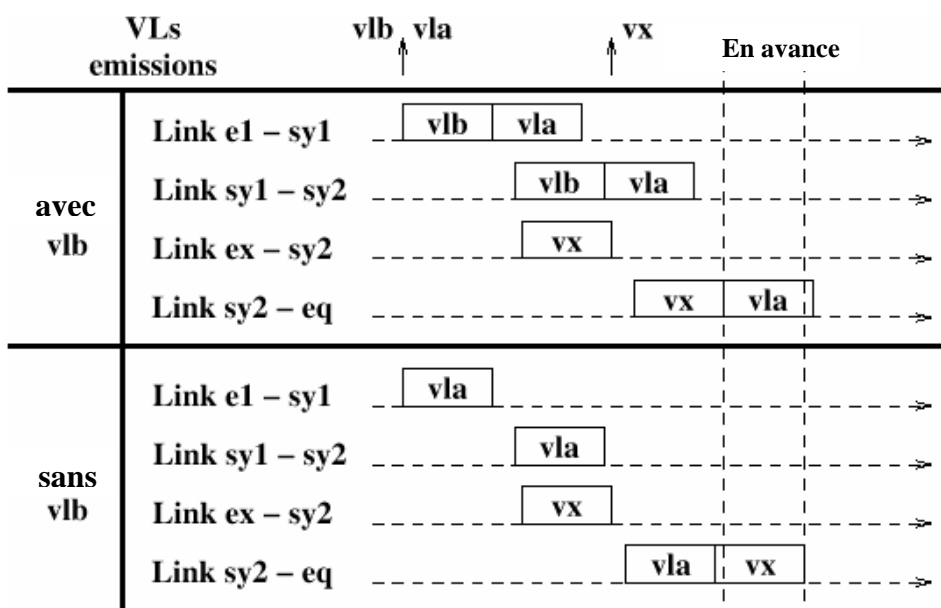 VLs vlb vla vx
emissions En avance
Link e1 – sy1 vlb vla
Link sy1 – sy2 vlb vla
avec
vlb
Link ex – sy2 vx
Link sy2 – eq vx vla
Link e1 – sy1 vla
Link sy1 – sy2 vla
sans
vlb
Link ex – sy2 vx
Link sy2 – eq vla vx